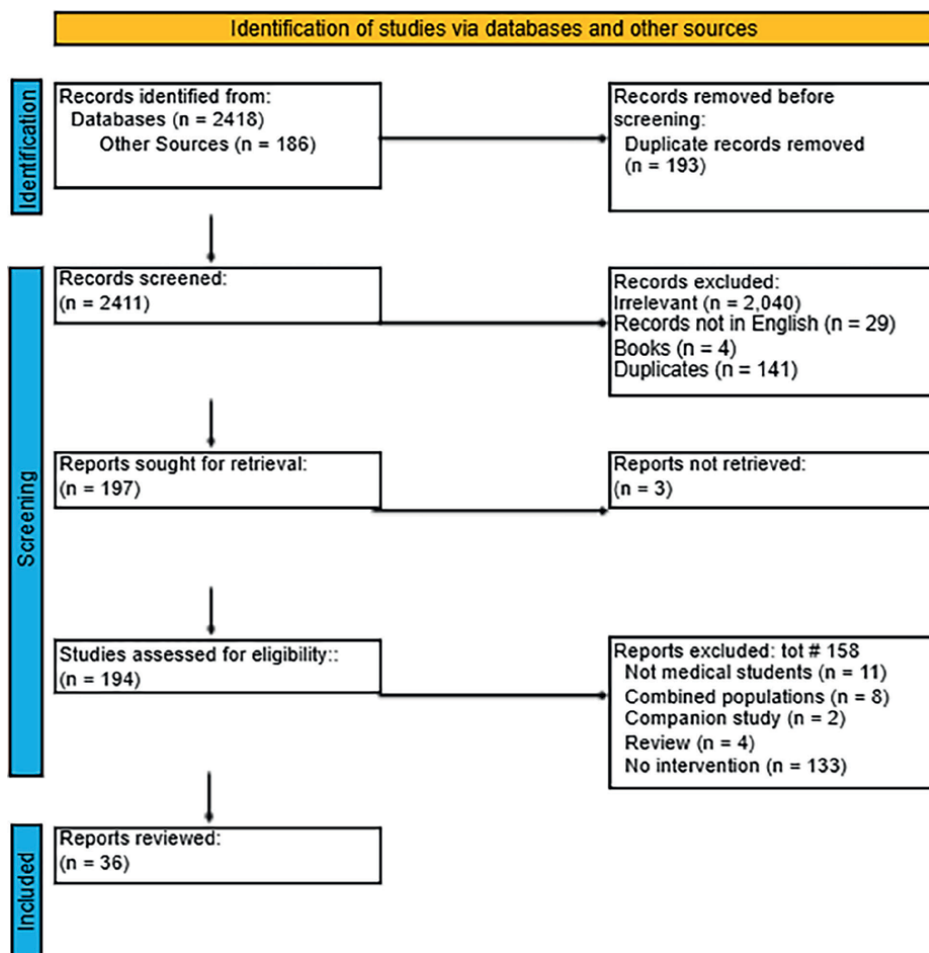 Identification of studies via databases and other sources
Identification
Records identified from:
Databases (n = 2418)
Other Sources (n = 186)
Records removed before
screening:
Duplicate records removed
(n = 193)
Screening
Records screened:
(n = 2411)
Records excluded:
Irrelevant (n = 2,040)
Records not in English (n = 29)
Books (n = 4)
Duplicates (n = 141)
Reports sought for retrieval:
(n = 197)
Reports not retrieved:
(n = 3)
Studies assessed for eligibility::
(n = 194)
Reports excluded: tot # 158
Not medical students (n = 11)
Combined populations (n = 8)
Companion study (n = 2)
Review (n = 4)
No intervention (n = 133)
Included
Reports reviewed:
(n = 36)